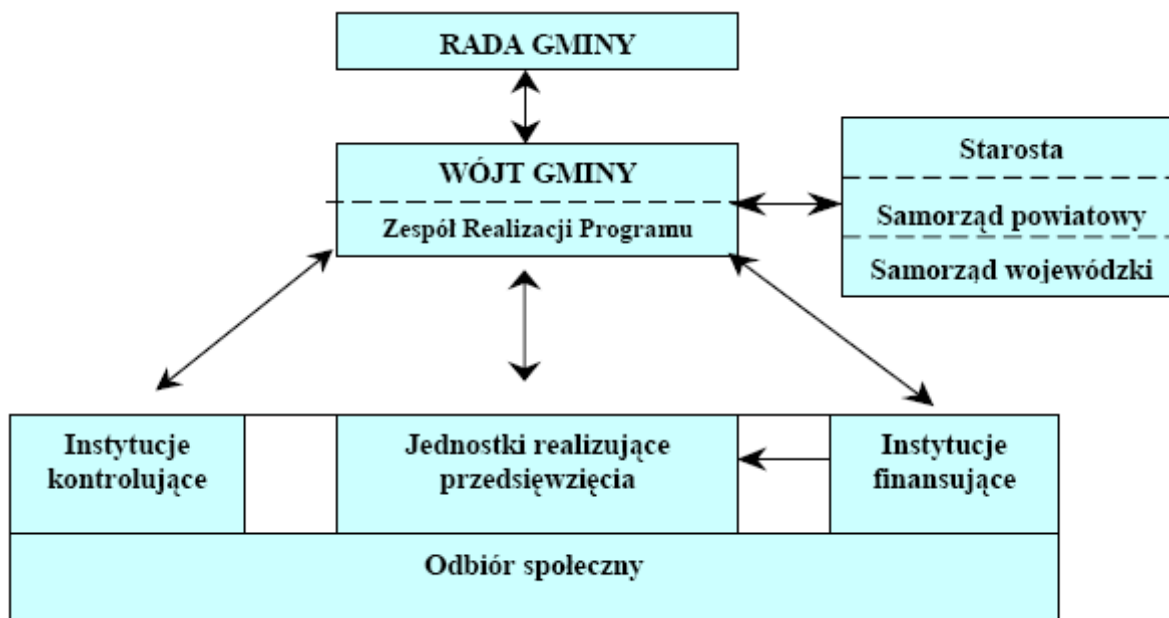 RADA GMINY
WÓJT GMINY
Zespół Realizacji Programu
Starosta
Samorząd powiatowy
Samorząd wojewódzki
Instytucje
kontrolujące
Jednostki realizujące
przedsięwzięcia
Instytucje
finansujące
Odbiór społeczny